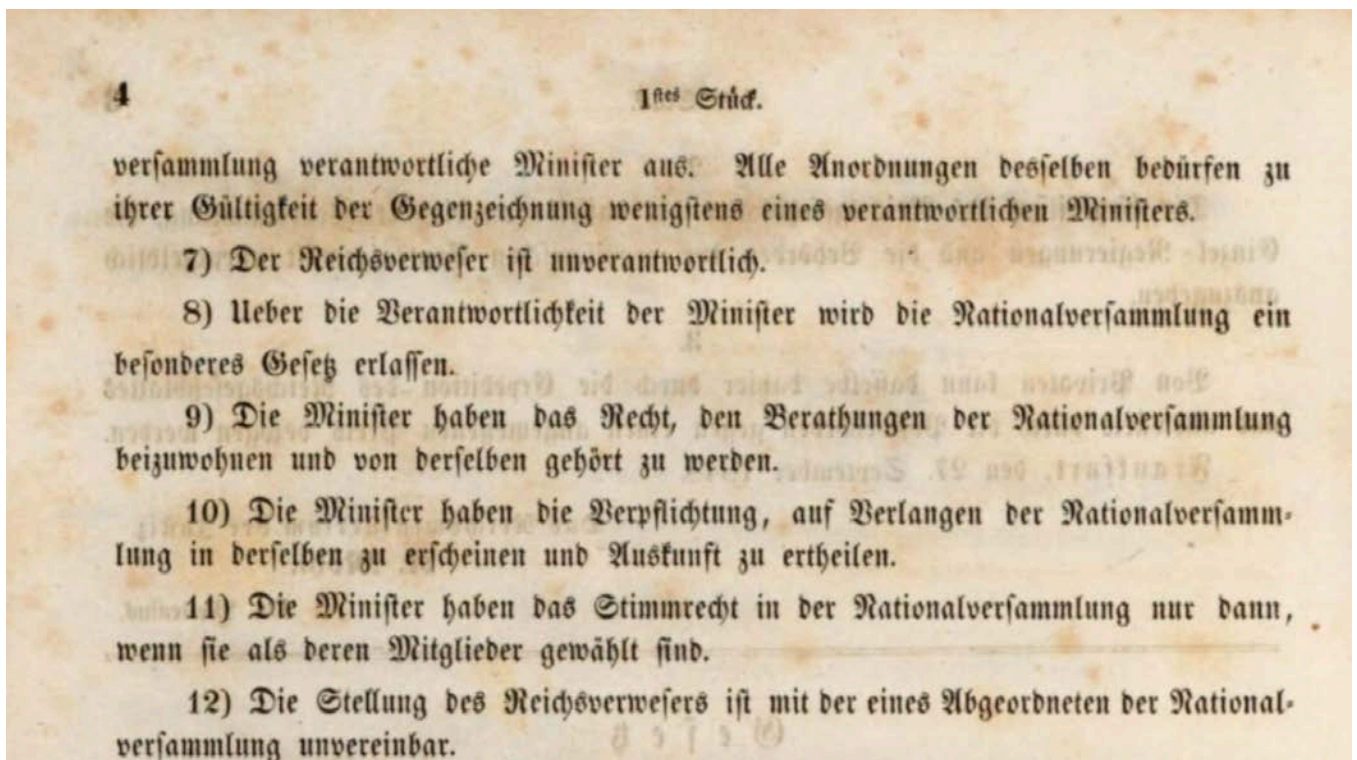 4
1stes Stück.
versammlung verantwortliche Minister aus. Alle Anordnungen desselben bedürfen zu
ihrer Gültigkeit der Gegenzeichnung wenigstens eines verantwortlichen Ministers.
7) Der Reichsverweser ist unverantwortlich.
8) Ueber die Verantwortlichkeit der Minister wird die Nationalversammlung ein
besonderes Gesetz erlassen.
9) Die Minister haben das Recht, den Berathungen der Nationalversammlung
beizuwohnen und von derselben gehört zu werden.
10) Die Minister haben die Verpflichtung, auf Verlangen der Nationalversamm-
lung in derselben zu erscheinen und Auskunft zu ertheilen.
11) Die Minister haben das Stimmrecht in der Nationalversammlung nur dann,
wenn sie als deren Mitglieder gewählt sind.
12) Die Stellung des Reichsverwesers ist mit der eines Abgeordneten der National-
versammlung unvereinbar.